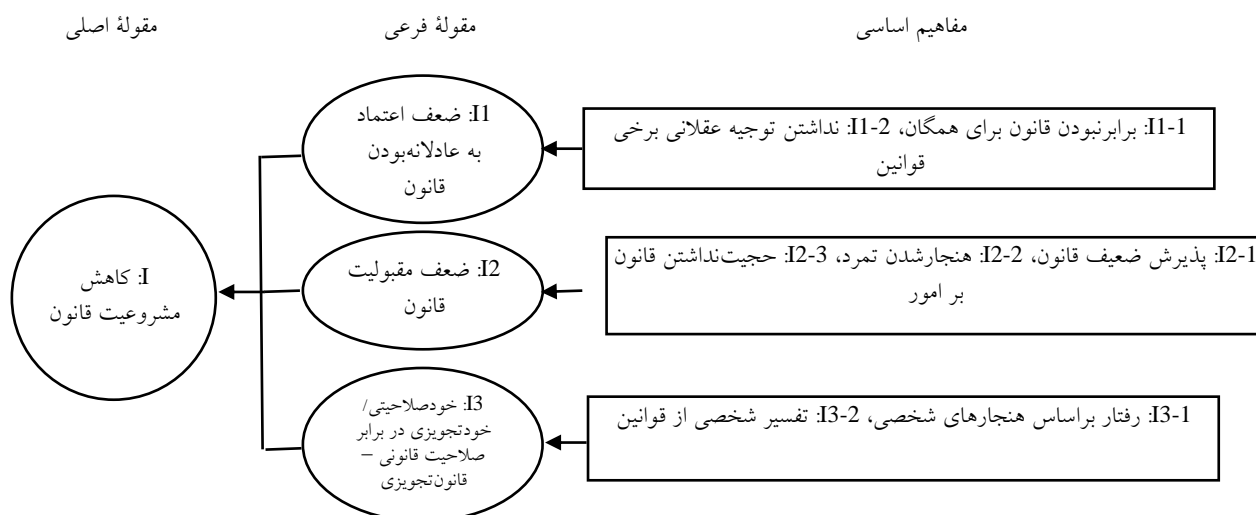 مفاهیم اساسی
مقولهٔ فرعی
مقولهٔ اصلی
I1-1: برابرنبودن قانون برای همگان، I1-2: نداشتن توجیه عقلانی برخی
قوانین
I1: ضعف اعتماد
به عادلانه‌بودن
قانون
I2-1: پذیرش ضعیف قانون، I2-2: هنجارشدن تمرد، I2-3: حجیت‌نداشتن قانون
بر امور
I2: ضعف مقبولیت
قانون
I: کاهش
مشروعیت قانون
I3-1: رفتار براساس هنجارهای شخصی، I3-2: تفسیر شخصی از قوانین
I3: خودصلاحیتی/
خودتجویزی در برابر
صلاحیت قانونی –
قانون‌تجویزی